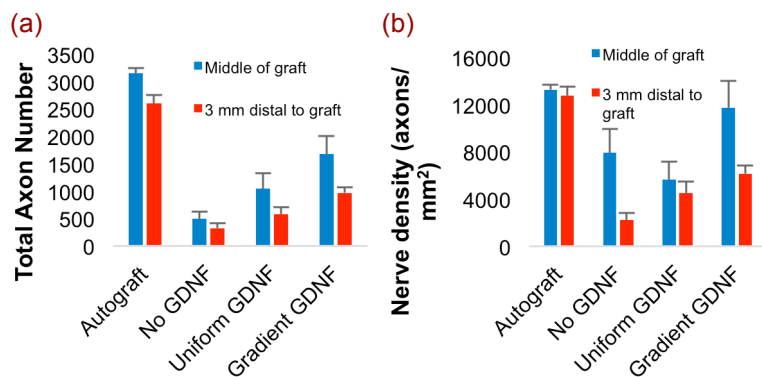 (a)
Total Axon Number
3500
3000
2500
2000
1500
1000
500
0
Middle of graft
3 mm distal to graft
Autograft
No GDNF
Uniform GDNF
Gradient GDNF
(b)
Nerve density (axons/
mm2)
16000
12000
8000
4000
0
Middle of graft
3 mm distal to
graft
Autograft
No GDNF
Uniform GDNF
Gradient GDNF